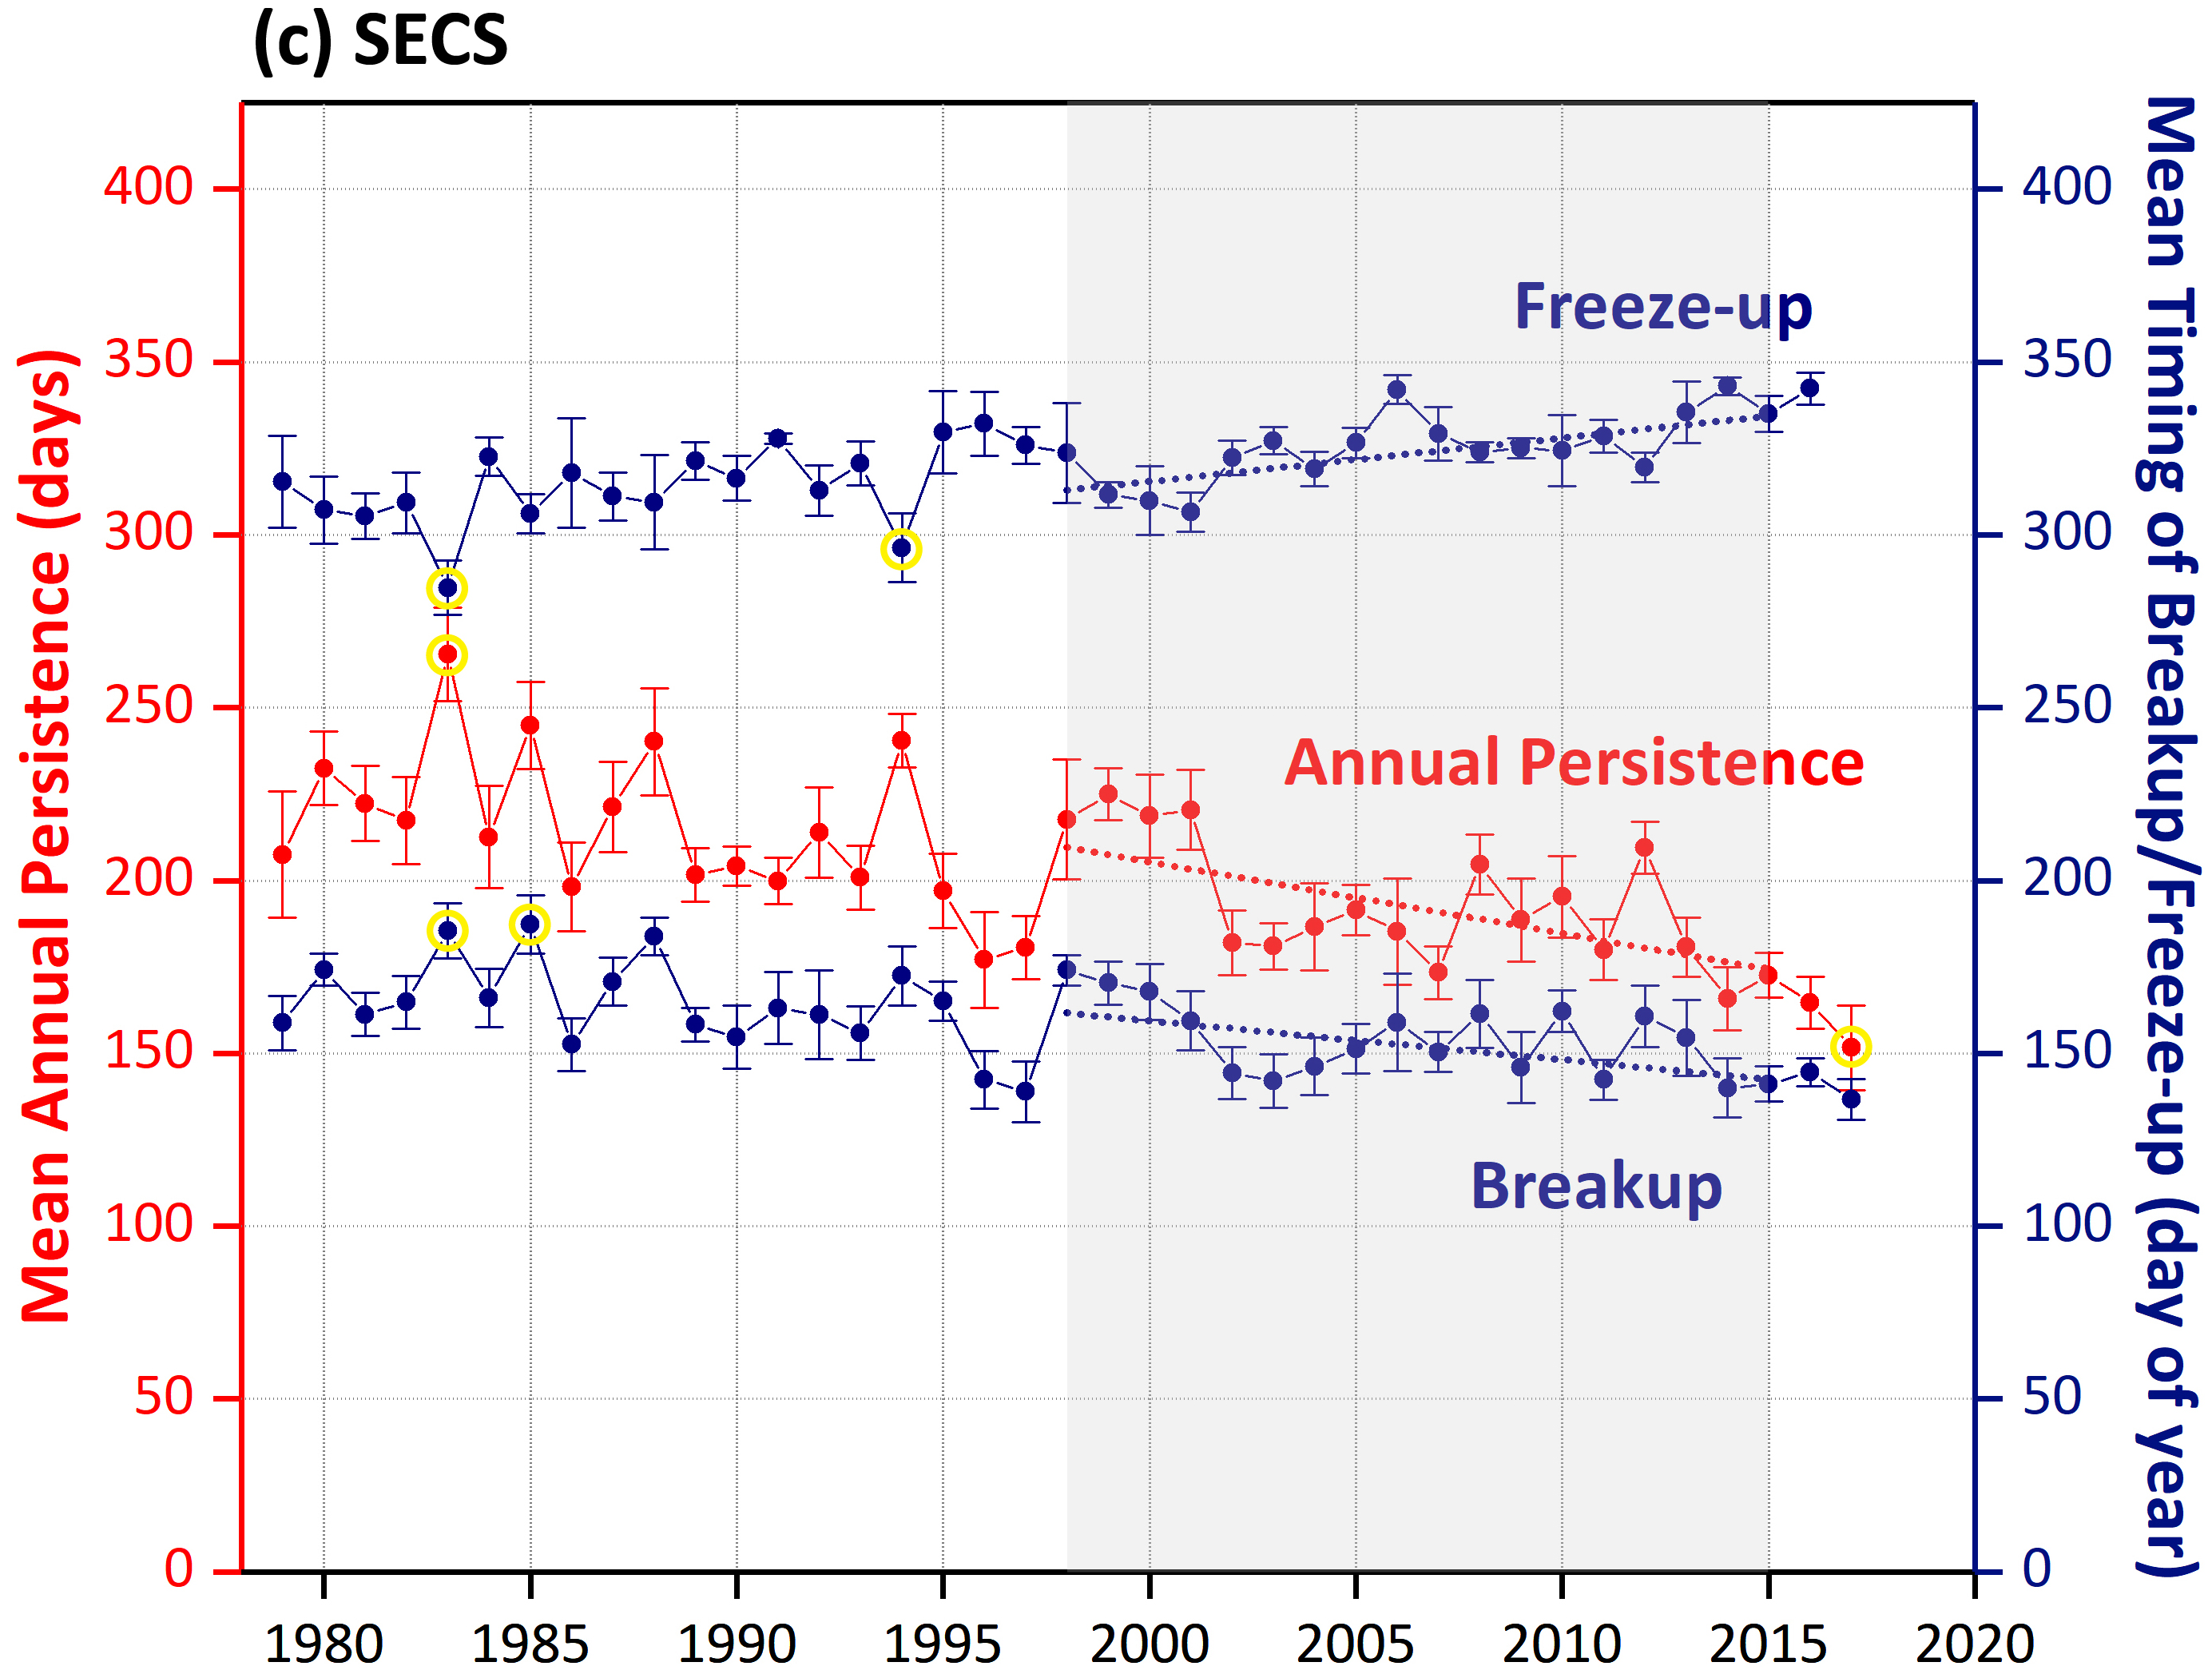 (c) SECS
Mean Annual Persistence (days)
400
350
300
250
200
150
100
50
0
Freeze-up
Annual Persistence
Breakup
400
350
300
250
200
150
100
50
0
Mean Timing of Breakup/Freeze-up (day of year)
1980 1985 1990 1995 2000 2005 2010 2015 2020